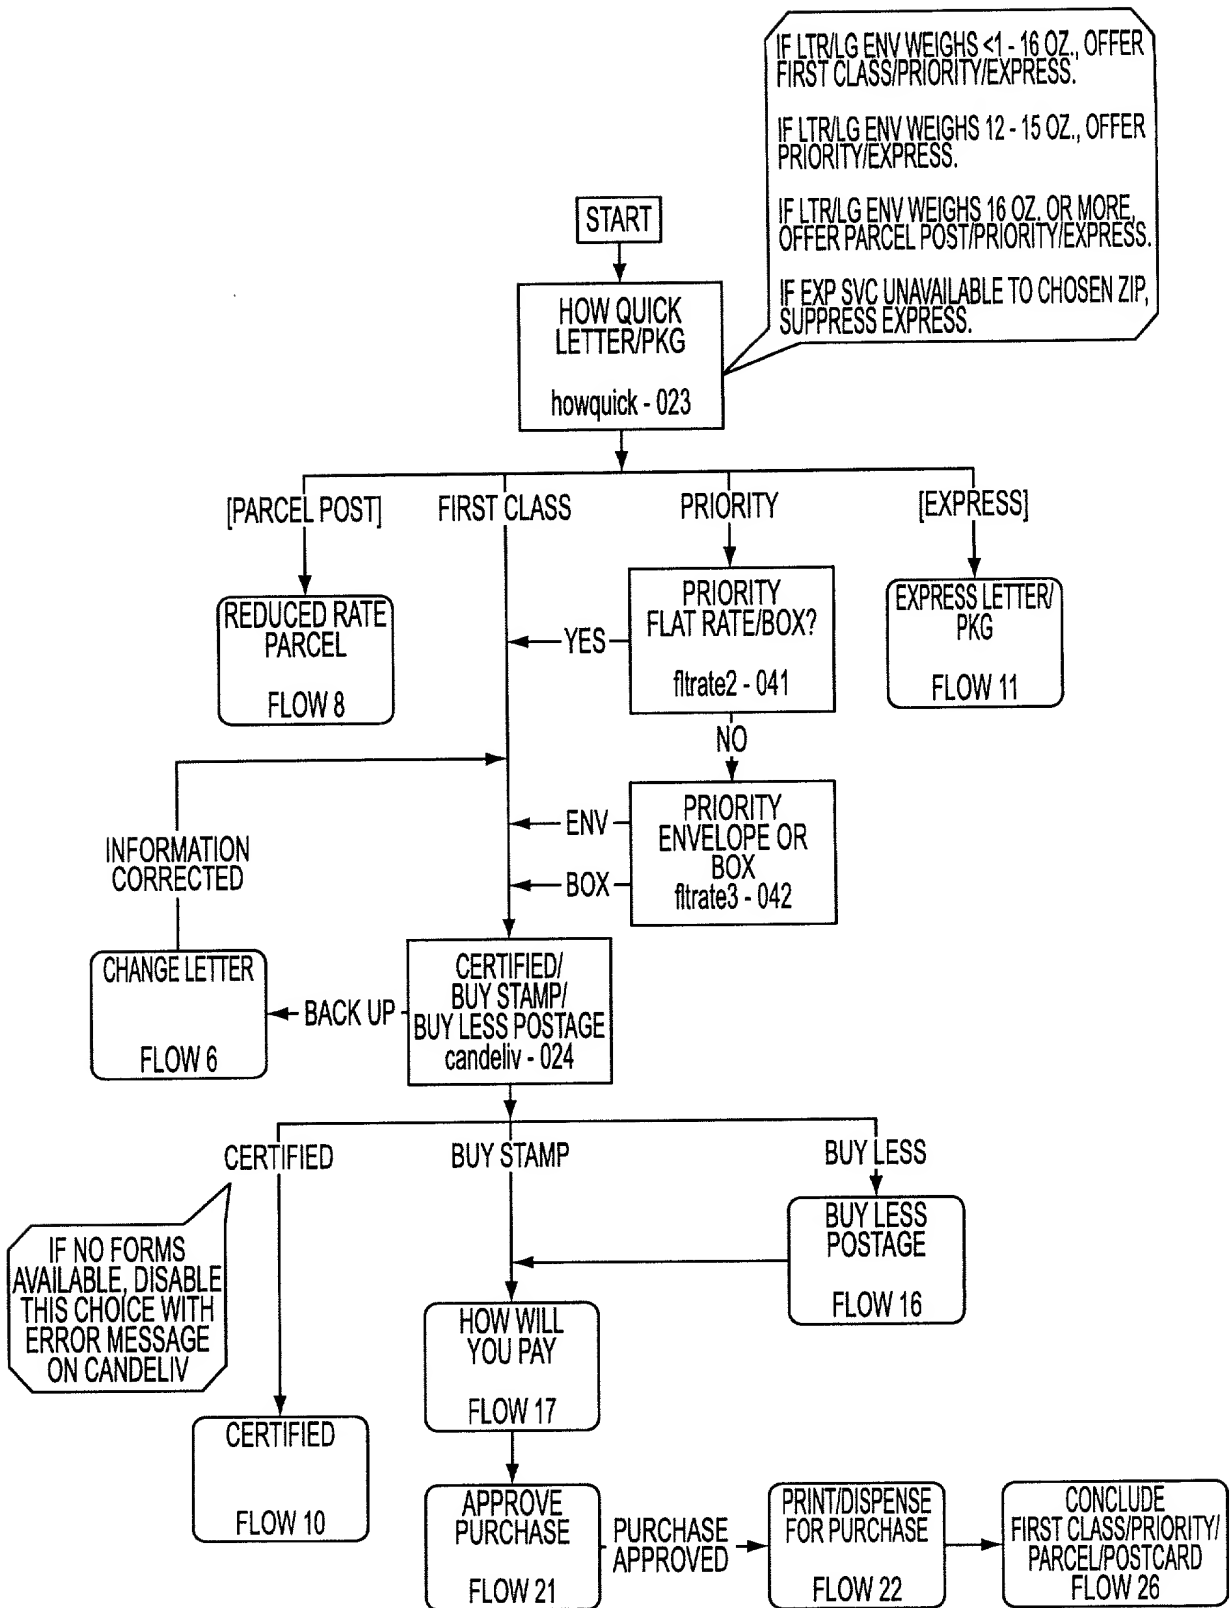 IF LTR/LG ENV WEIGHS <1 - 16 OZ., OFFER
FIRST CLASS/PRIORITY/EXPRESS.
IF LTR/LG ENV WEIGHS 12 - 15 OZ., OFFER
PRIORITY/EXPRESS.
IF LTR/LG ENV WEIGHS 16 OZ. OR MORE,
OFFER PARCEL POST/PRIORITY/EXPRESS.
IF EXP SVC UNAVAILABLE TO CHOSEN ZIP,
SUPPRESS EXPRESS.
START
HOW QUICK
LETTER/PKG
howquick - 023
[PARCEL POST]
FIRST CLASS
PRIORITY
[EXPRESS]
REDUCED RATE
PARCEL
FLOW 8
YES
PRIORITY
FLAT RATE/BOX?
fltrate2 - 041
EXPRESS LETTER/
PKG
FLOW 11
NO
INFORMATION
CORRECTED
ENV
BOX
PRIORITY
ENVELOPE OR
BOX
fltrate3 - 042
CHANGE LETTER
FLOW 6
BACK UP
CERTIFIED/
BUY STAMP/
BUY LESS POSTAGE
candeliv - 024
CERTIFIED
BUY STAMP
BUY LESS
IF NO FORMS
AVAILABLE, DISABLE
THIS CHOICE WITH
ERROR MESSAGE
ON CANDELIV
BUY LESS
POSTAGE
FLOW 16
HOW WILL
YOU PAY
FLOW 17
CERTIFIED
FLOW 10
APPROVE
PURCHASE
FLOW 21
PURCHASE
APPROVED
PRINT/DISPENSE
FOR PURCHASE
FLOW 22
CONCLUDE
FIRST CLASS/PRIORITY/
PARCEL/POSTCARD
FLOW 26